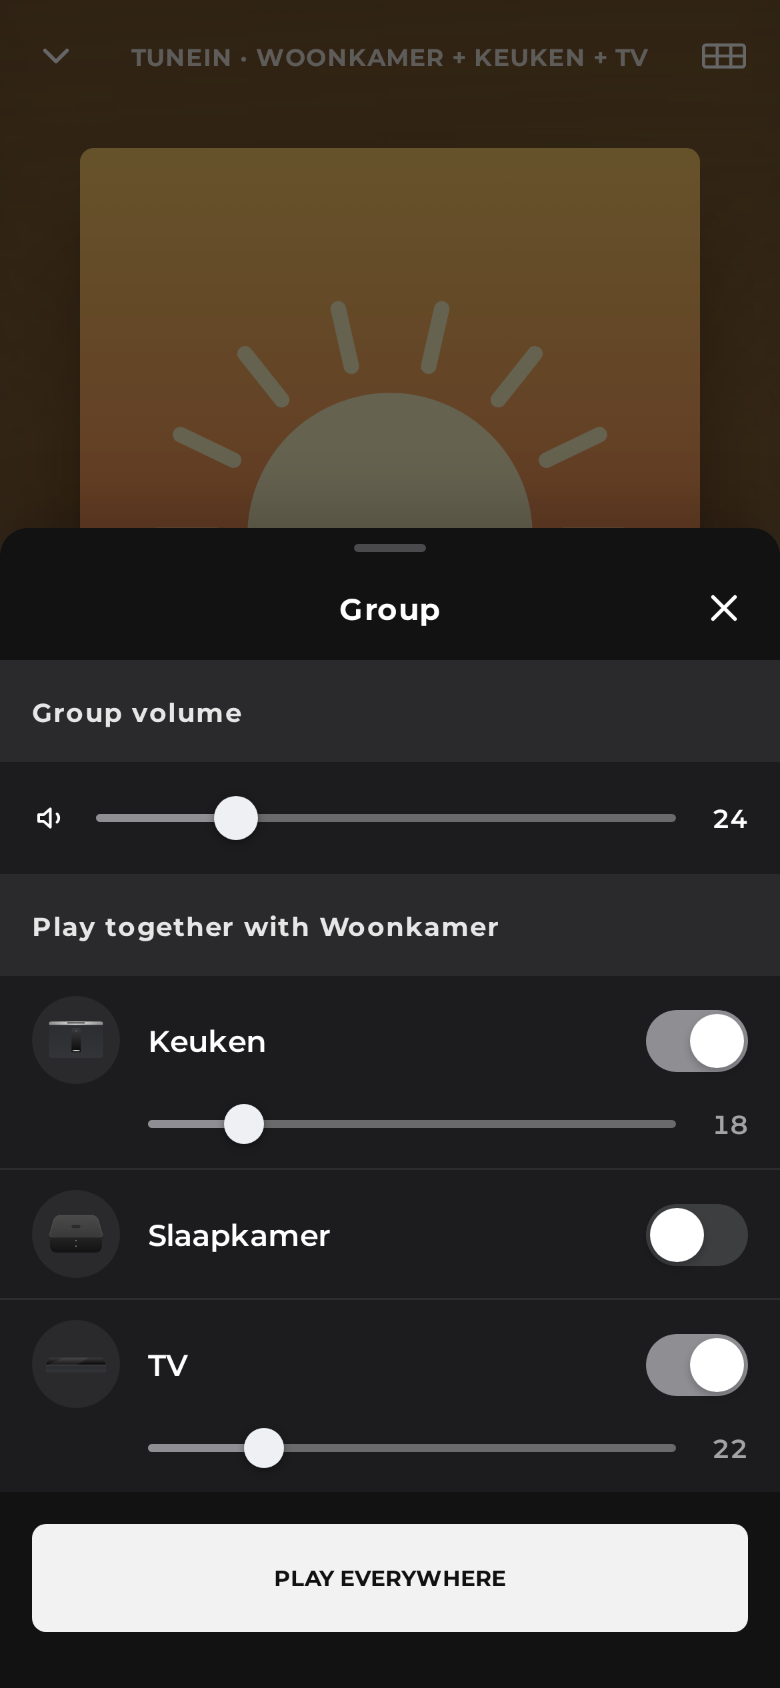 TUNEIN · WOONKAMER + KEUKEN + TV
Group
Group volume
24
Play together with Woonkamer
Keuken
18
Slaapkamer
TV
22
PLAY EVERYWHERE